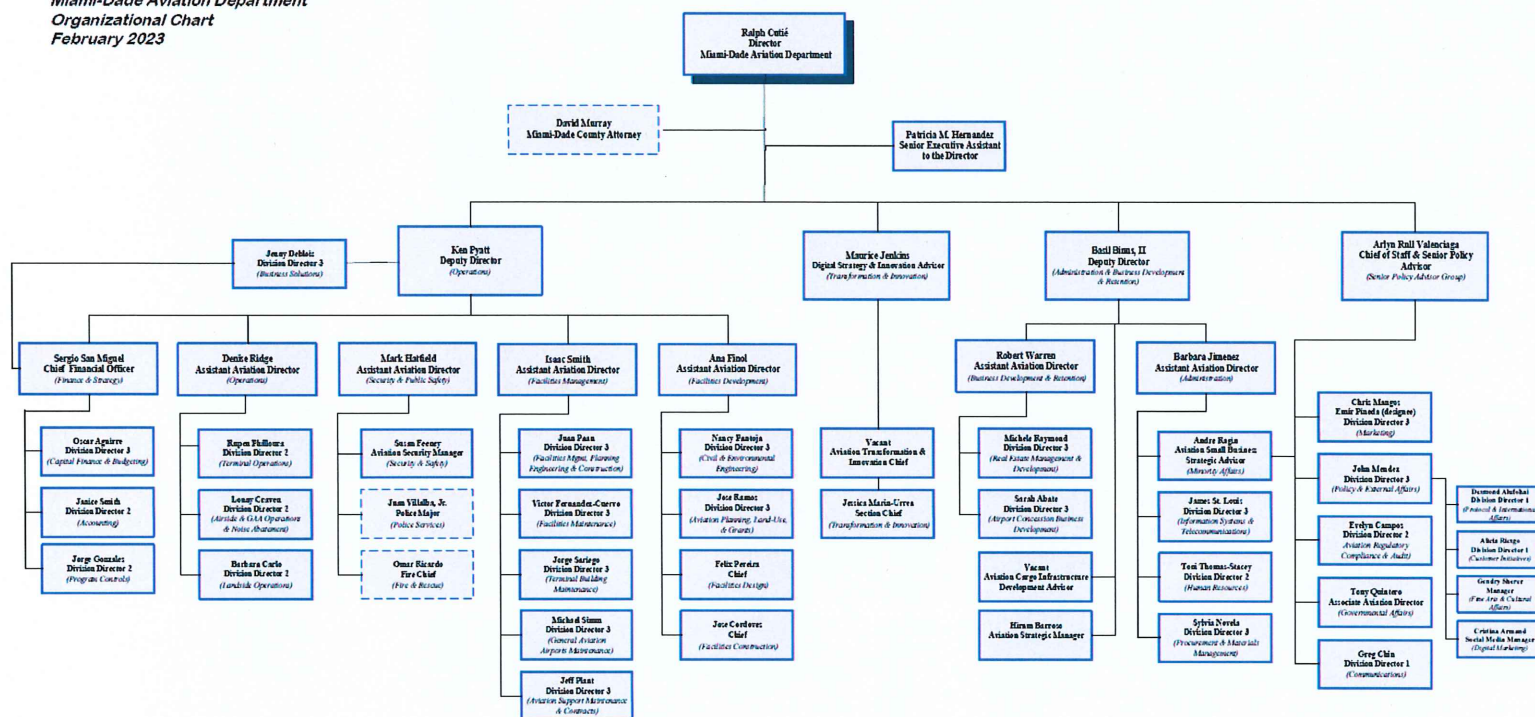 Miami-Dade Aviation Department
Organizational Chart
February 2023
Ralph Cutié
Director
Miami-Dade Aviation Department
David Murray
Miami-Dade County Attorney
Patricia M. Hernandez
Senior Executive Assistant
to the Director
Jenny Deblois
Division Director 3
(Business Solutions)
Ken Pyatt
Deputy Director
(Operations)
Maurice Jenkins
Digital Strategy & Innovation Advisor
(Transformation & Innovation)
Basil Binns, II
Deputy Director
(Administration & Business Development
& Retention)
Arlyn Rull Valenciaga
Chief of Staff & Senior Policy
Advisor
(Senior Policy Advisor Group)
Sergio San Miguel
Chief Financial Officer
(Finance & Strategy)
Denise Ridge
Assistant Aviation Director
(Operations)
Mark Hatfield
Assistant Aviation Director
(Security & Public Safety)
Isaac Smith
Assistant Aviation Director
(Facilities Management)
Ana Finol
Assistant Aviation Director
(Facilities Development)
Robert Warren
Assistant Aviation Director
(Business Development & Retention)
Barbara Jimenez
Assistant Aviation Director
(Administration)
Oscar Aguirre
Division Director 3
(Capital Finance & Budgeting)
Janice Smith
Division Director 2
(Accounting)
Jorge Gonzalez
Division Director 2
(Program Controls)
Division Director 2
(Terminal Operations)
Lonny Craven
Division Director 2
(Airside & GAA Operations
& Noise Abatement)
Barbara Carlo
Division Director 2
(Landside Operations)
Susan Feeney
Aviation Security Manager
(Security & Safety)
Juan Villalba, Jr.
Police Major
(Police Services)
Omar Ricardo
Fire Chief
(Fire & Rescue)
Juan
Division Director 3
(Facilities Mgmt, Planning
Engineering & Construction)
Victor Fernandez-Cuervo
Division Director 3
(Facilities Maintenance)
Jorge Sariego
Division Director 3
(Terminal Building
Maintenance)
Michael
Division Director 3
(General Aviation
Airports Maintenance)
Jeff Plant
Division Director 3
(Aviation Support Maintenance
& Contracts)
Nancy Pantoja
Division Director 3
(Civil & Environmental
Engineering)
Jose Ramos
Division Director 3
(Aviation Planning, Land-Use,
& Grants)
Felix Pereira
Chief
(Facilities Design)
Jose Cordoves
Chief
(Facilities Construction)
Vacant
Aviation Transformation &
Innovation Chief
Jessica Marin-Urrea
Section Chief
(Transformation & Innovation)
Michele Raymond
Division Director 3
(Real Estate Management &
Development)
Sarah Abate
Division Director 3
(Airport Concession Business
Development)
Vacant
Aviation Cargo Infrastructure
Development Advisor
Hiram Barroso
Aviation Strategic Manager
Andre Ragin
Aviation Small Business
Strategic Advisor
(Minority Affairs)
James St. Louis
Division Director 3
(Information Systems &
Telecommunications)
Tori Thomas-Stacey
Division Director 2
(Human Resources)
Sylvia Novela
Division Director 3
(Procurement & Materials
Management)
Chris Mangos
Emir Pineda (designee)
Division Director 3
(Marketing)
John Mendez
Division Director 3
(Policy & External Affairs)
Evelyn Campos
Division Director 2
Aviation Regulatory
Compliance & Audit)
Tony Quintero
Associate Aviation Director
(Governmental Affairs)
Greg Chin
Division Director 1
(Communications)
Desmond
Division Director 1
(Protocol & International
Affairs)
Alicia
Division Director 1
(Customer Initiatives)
Manager
(Fine Arts & Cultural
Affairs)
Cristina Armand
Social Media Manager
(Digital Marketing)